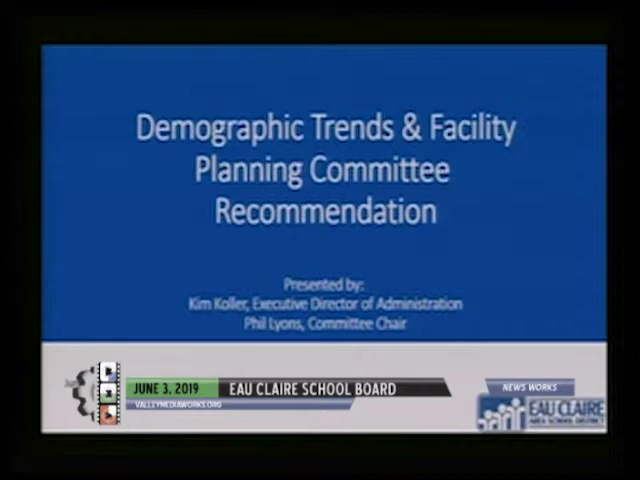 Demographic Trends & Facility
Planning Committee
Recommendation
Presented by:
Kim Koller, Executive Director of Administration
Phil Lyons, Committee Chair
JUNE 3, 2019
EAU CLAIRE SCHOOL BOARD
NEWS WORKS
VALLEYMEDIAWORKS.ORG
EAU CLAIRE
AREA SCHOOL DISTRICT